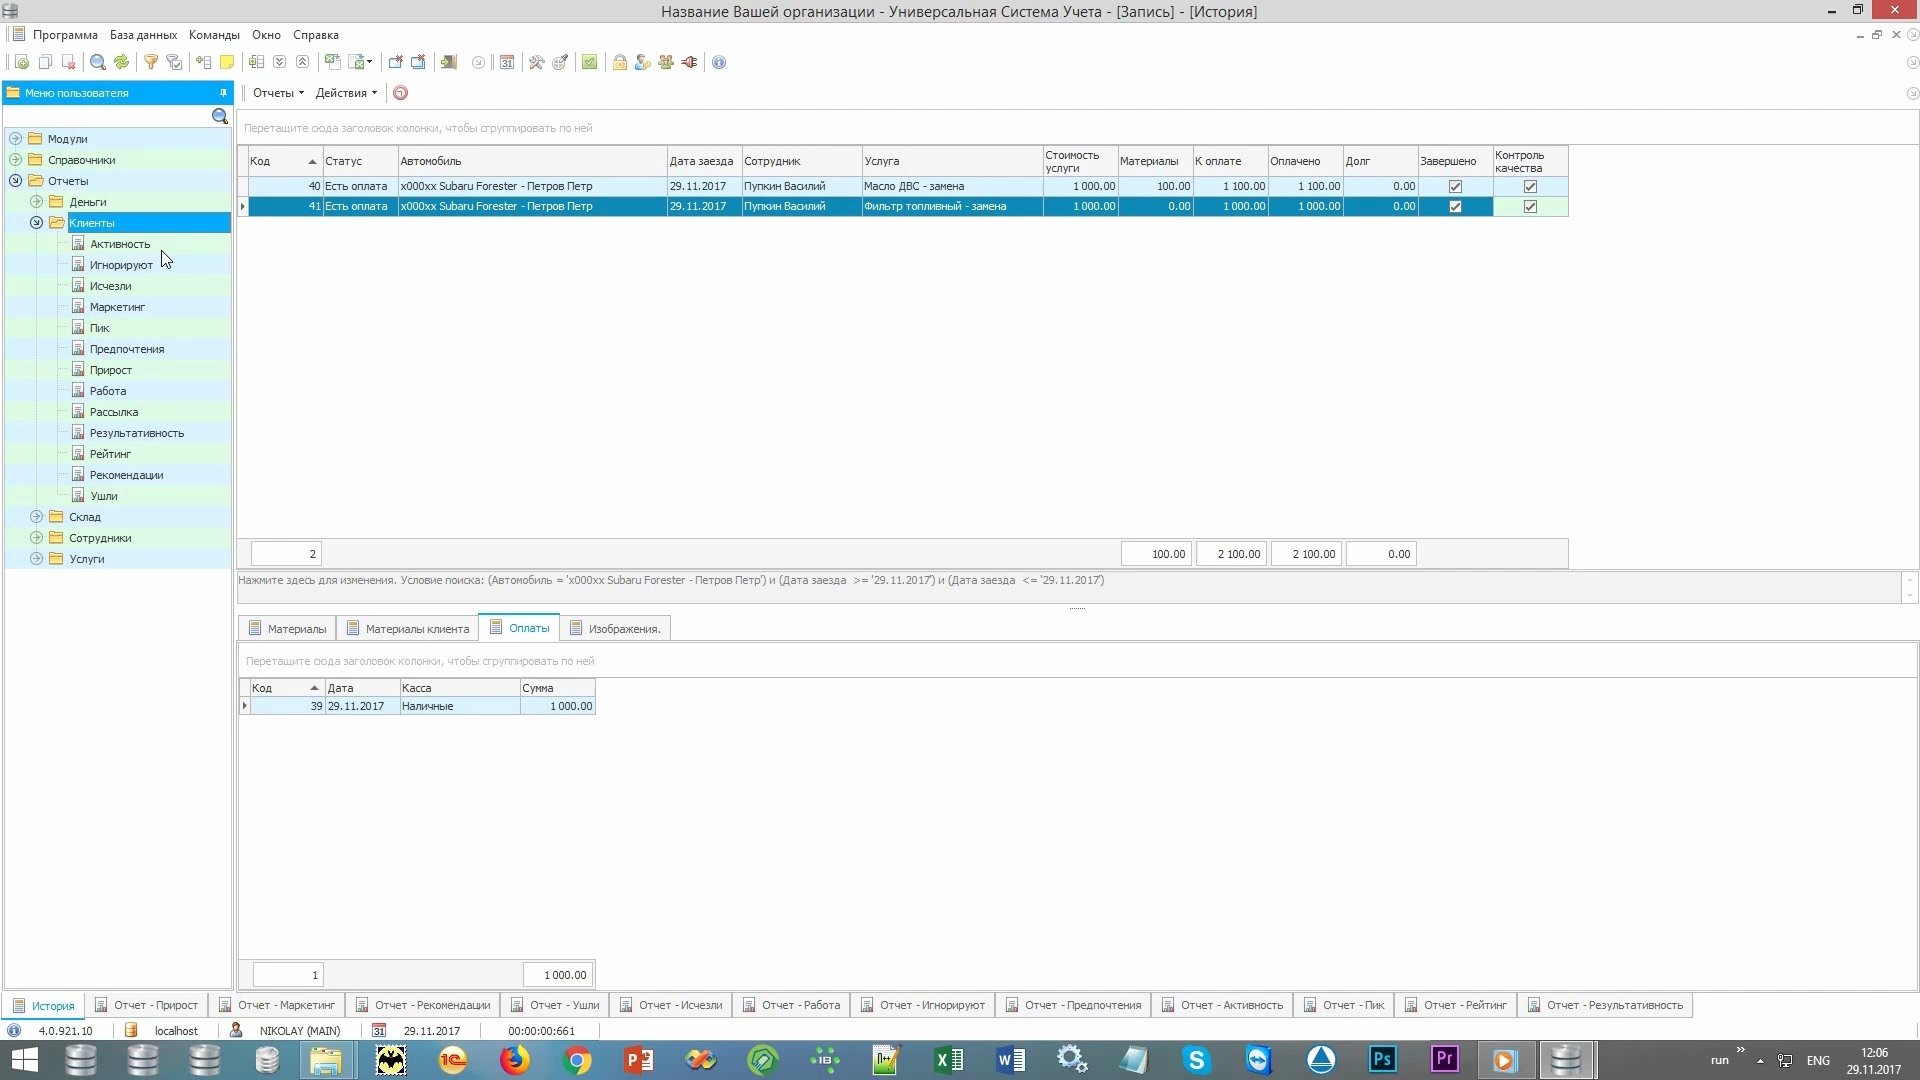 Название Вашей организации - Универсальная Система Учета - [Запись] - [История]
Программа База данных Команды Окно Справка
Меню пользователя
Отчеты Действия
Перетащите сюда заголовок колонки, чтобы сгруппировать по ней
Модули
Справочники
Отчеты
Деньги
Клиенты
Активность
Игнорируют
Исчезли
Маркетинг
Пик
Предпочтения
Прирост
Работа
Рассылка
Результативность
Рейтинг
Рекомендации
Ушли
Склад
Сотрудники
Услуги
Код Статус Автомобиль Дата заезда Сотрудник Услуга Стоимость услуги Материалы К оплате Оплачено Долг Завершено Контроль качества
40 Есть оплата x000xx Subaru Forester - Петров Петр 29.11.2017 Пупкин Василий Масло ДВС - замена 1 000.00 100.00 1 100.00 1 100.00 0.00
41 Есть оплата x000xx Subaru Forester - Петров Петр 29.11.2017 Пупкин Василий Фильтр топливный - замена 1 000.00 0.00 1 000.00 1 000.00 0.00
2 100.00 2 100.00 2 100.00 0.00
Нажмите здесь для изменения. Условие поиска: (Автомобиль = 'x000xx Subaru Forester - Петров Петр') и (Дата заезда >= '29.11.2017') и (Дата заезда <= '29.11.2017')
Материалы Материалы клиента Оплаты Изображения.
Перетащите сюда заголовок колонки, чтобы сгруппировать по ней
Код Дата Касса Сумма
39 29.11.2017 Наличные 1 000.00
1 1 000.00
История Отчет - Прирост Отчет - Маркетинг Отчет - Рекомендации Отчет - Ушли Отчет - Исчезли Отчет - Работа Отчет - Игнорируют Отчет - Предпочтения Отчет - Активность Отчет - Пик Отчет - Рейтинг Отчет - Результативность
4.0.921.10 localhost NIKOLAY (MAIN) 31 29.11.2017 00:00:00:661
run ENG 12:06
29.11.2017